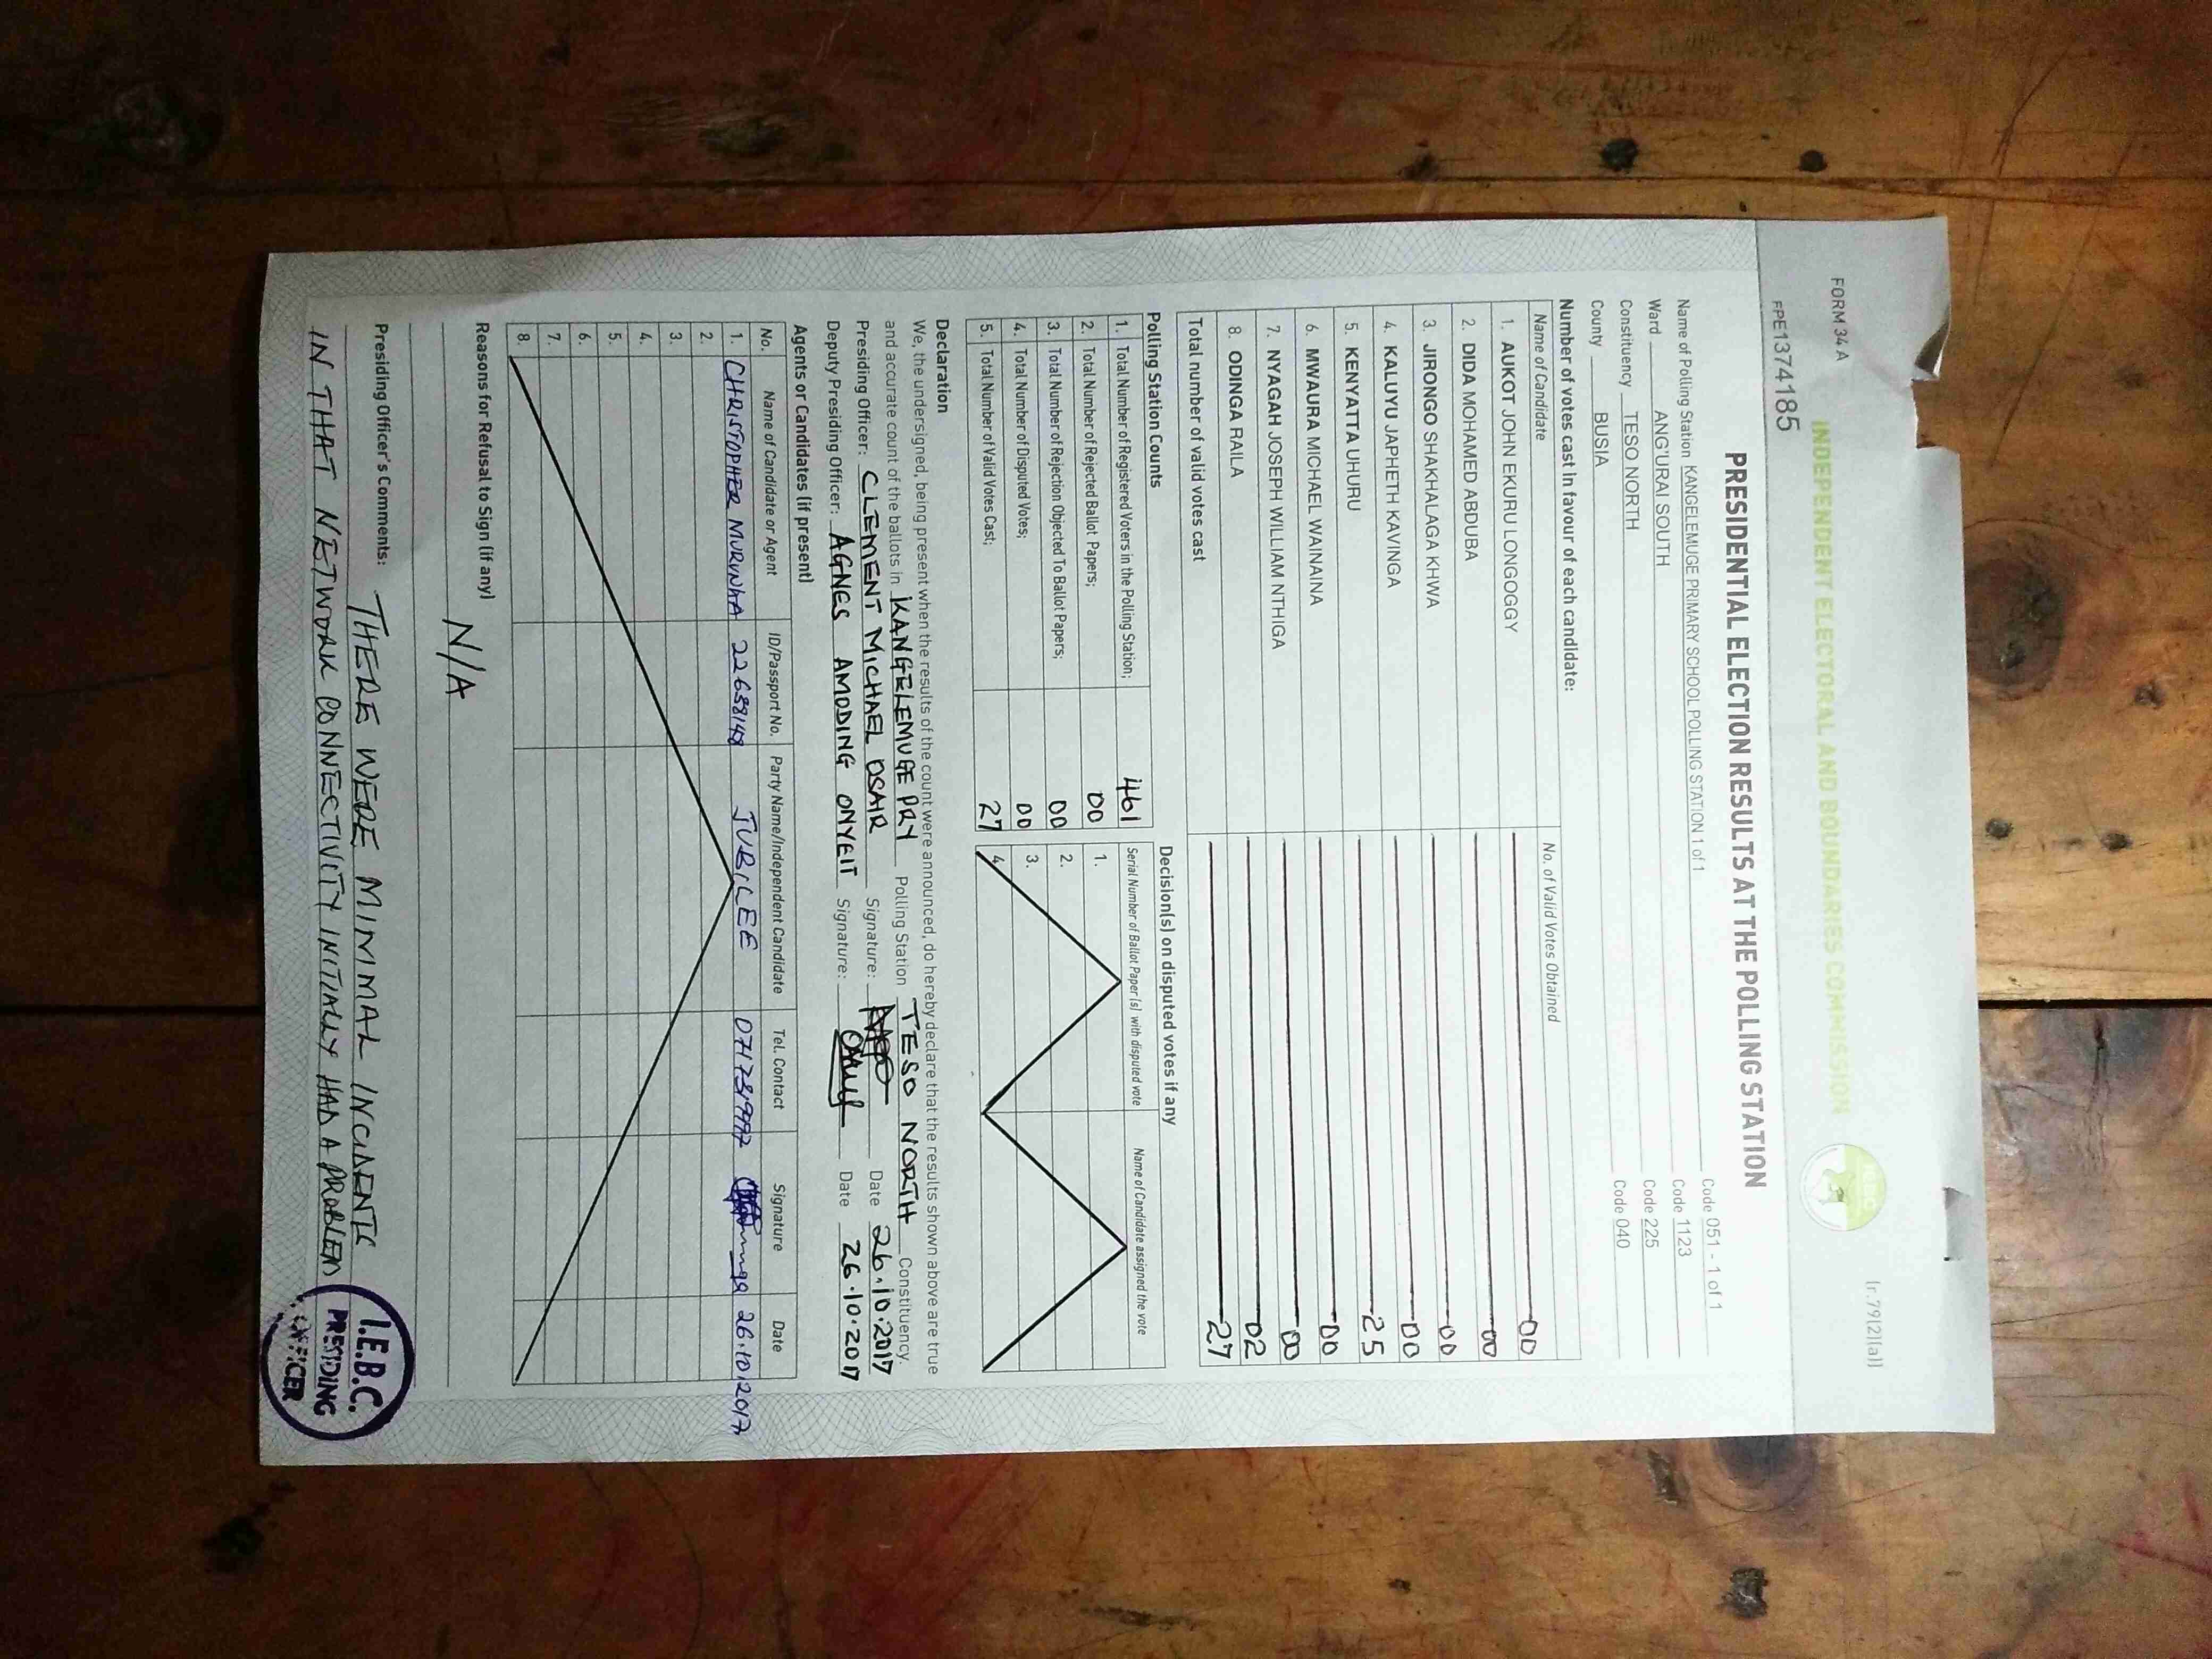 FORM 34 A
(r.79(2)(a))
INDEPENDENT ELECTORAL AND BOUNDARIES COMMISSION
PE1374185
PRESIDENTIAL ELECTION RESULTS AT THE POLLING STATION
Name of Polling Station KANGELEMUGE PRIMARY SCHOOL POLLING STATION 1 of 1 Code 051 - 1 of 1
Ward ANG'URAI SOUTH Code 1123
Constituency TESO NORTH Code 225
County BUSIA Code 040
Number of votes cast in favour of each candidate:
Name of Candidate No. of Valid Votes Obtained
1. AUKOT JOHN EKURU LONGOGGY 00
2. DIDA MOHAMED ABDUBA 00
3. JIRONGO SHAKHALAGA KHWA 00
4. KALUYU JAPHETH KAVINGA 00
5. KENYATTA UHURU 25
6. MWAURA MICHAEL WAINAINA 00
7. NYAGAH JOSEPH WILLIAM NTHIGA 00
8. ODINGA RAILA 02
Total number of valid votes cast 27
Polling Station Counts
1. Total Number of Registered Voters in the Polling Station; 461
2. Total Number of Rejected Ballot Papers; 00
3. Total Number of Rejection Objected To Ballot Papers; 00
4. Total Number of Disputed Votes; 00
5. Total Number of Valid Votes Cast; 27
Decision(s) on disputed votes if any
Serial Number of Ballot Paper (s) with disputed vote Name of Candidate assigned the vote
1.
2.
3.
4.
Declaration
We, the undersigned, being present when the results of the count were announced, do hereby declare that the results shown above are true
and accurate count of the ballots in KANGELEMUGE PRY Polling Station TESO NORTH Constituency.
Presiding Officer: CLEMENT MICHAEL OSAIR Signature: Date 26.10.2017
Deputy Presiding Officer: AGNES AMODING ONYEIT Signature: Date 26.10.2017
Agents or Candidates (if present)
No. Name of Candidate or Agent ID/Passport No. Party Name/Independent Candidate Tel. Contact Signature Date
1. CHRISTOPHER JUBILEE 26.10.2017
2.
3.
4.
5.
6.
7.
8.
Reasons for Refusal to Sign (if any)
N/A
Presiding Officer's Comments: THERE WERE MINIMAL INCIDENTS
IN THAT NETWORK CONNECTIVITY INITIALLY HAD A PROBLEM
I.E.B.C.
PRESIDING
OFFICER